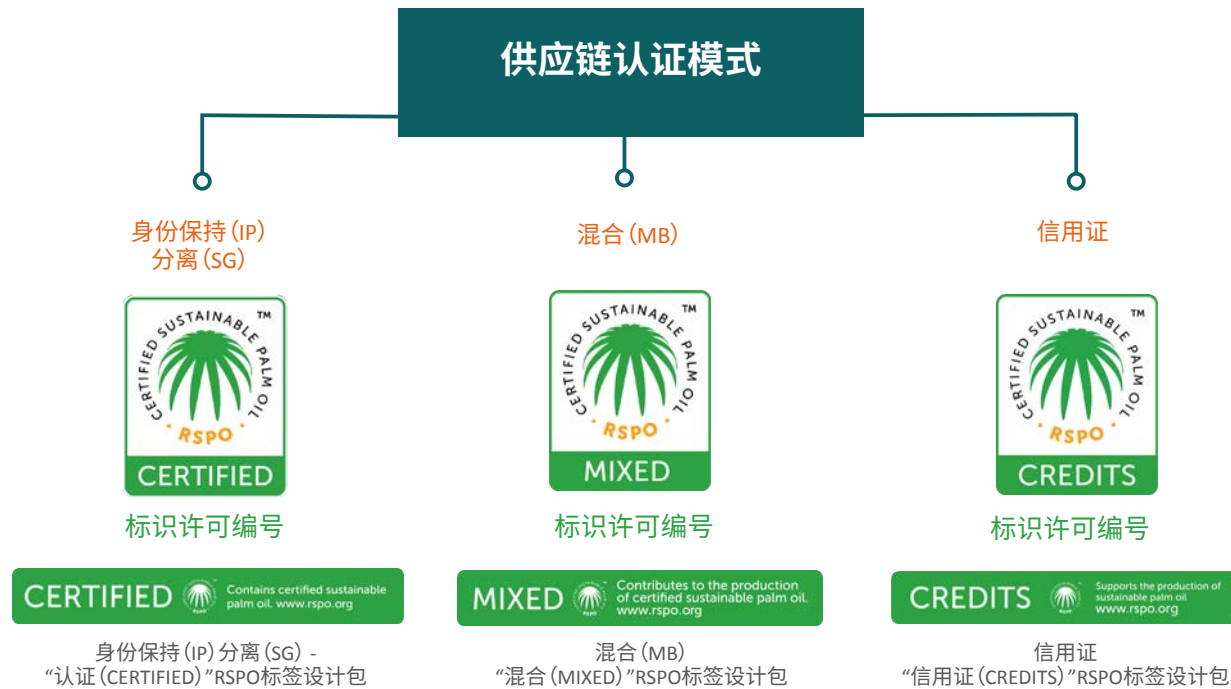 供应链认证模式
身份保持（IP）
分离（SG）
混合（MB）
信用证
CERTIFIED SUSTAINABLE PALM OIL TM
· RSPO ·
CERTIFIED
CERTIFIED SUSTAINABLE PALM OIL TM
· RSPO ·
MIXED
CERTIFIED SUSTAINABLE PALM OIL TM
· RSPO ·
CREDITS
标识许可编号
标识许可编号
标识许可编号
CERTIFIED
RSPO
Contains certified sustainable
palm oil. www.rspo.org
MIXED
RSPO
Contributes to the production
of certified sustainable palm oil.
www.rspo.org
CREDITS
RSPO
Supports the production of
sustainable palm oil
www.rspo.org
身份保持（IP）分离（SG）-
“认证（CERTIFIED）”RSPO标签设计包
混合（MB）
“混合（MIXED）”RSPO标签设计包
信用证
“信用证（CREDITS）”RSPO标签设计包